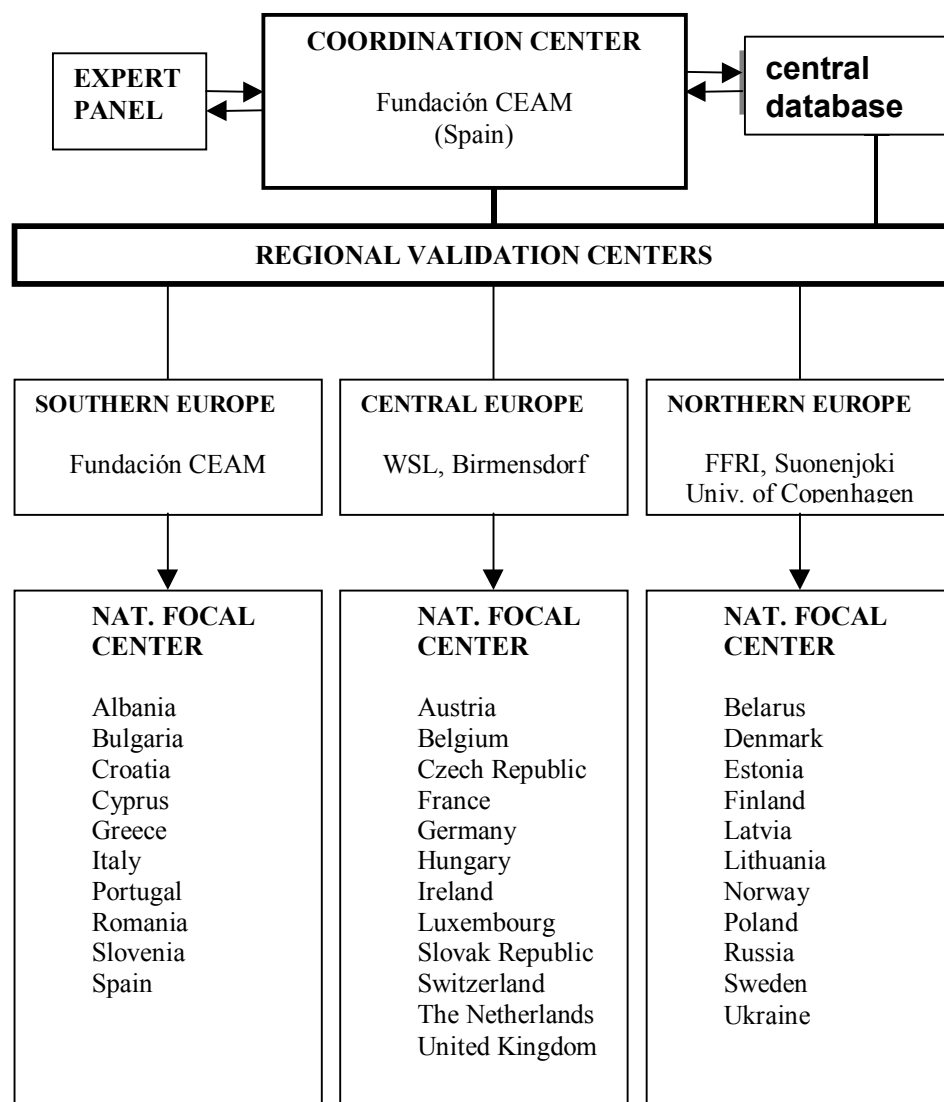 COORDINATION CENTER
Fundación CEAM
(Spain)
EXPERT
PANEL
central
database
REGIONAL VALIDATION CENTERS
SOUTHERN EUROPE
Fundación CEAM
CENTRAL EUROPE
WSL, Birmensdorf
NORTHERN EUROPE
FFRI, Suonenjoki
Univ. of Copenhagen
NAT. FOCAL
CENTER
Albania
Bulgaria
Croatia
Cyprus
Greece
Italy
Portugal
Romania
Slovenia
Spain
NAT. FOCAL
CENTER
Austria
Belgium
Czech Republic
France
Germany
Hungary
Ireland
Luxembourg
Slovak Republic
Switzerland
The Netherlands
United Kingdom
NAT. FOCAL
CENTER
Belarus
Denmark
Estonia
Finland
Latvia
Lithuania
Norway
Poland
Russia
Sweden
Ukraine